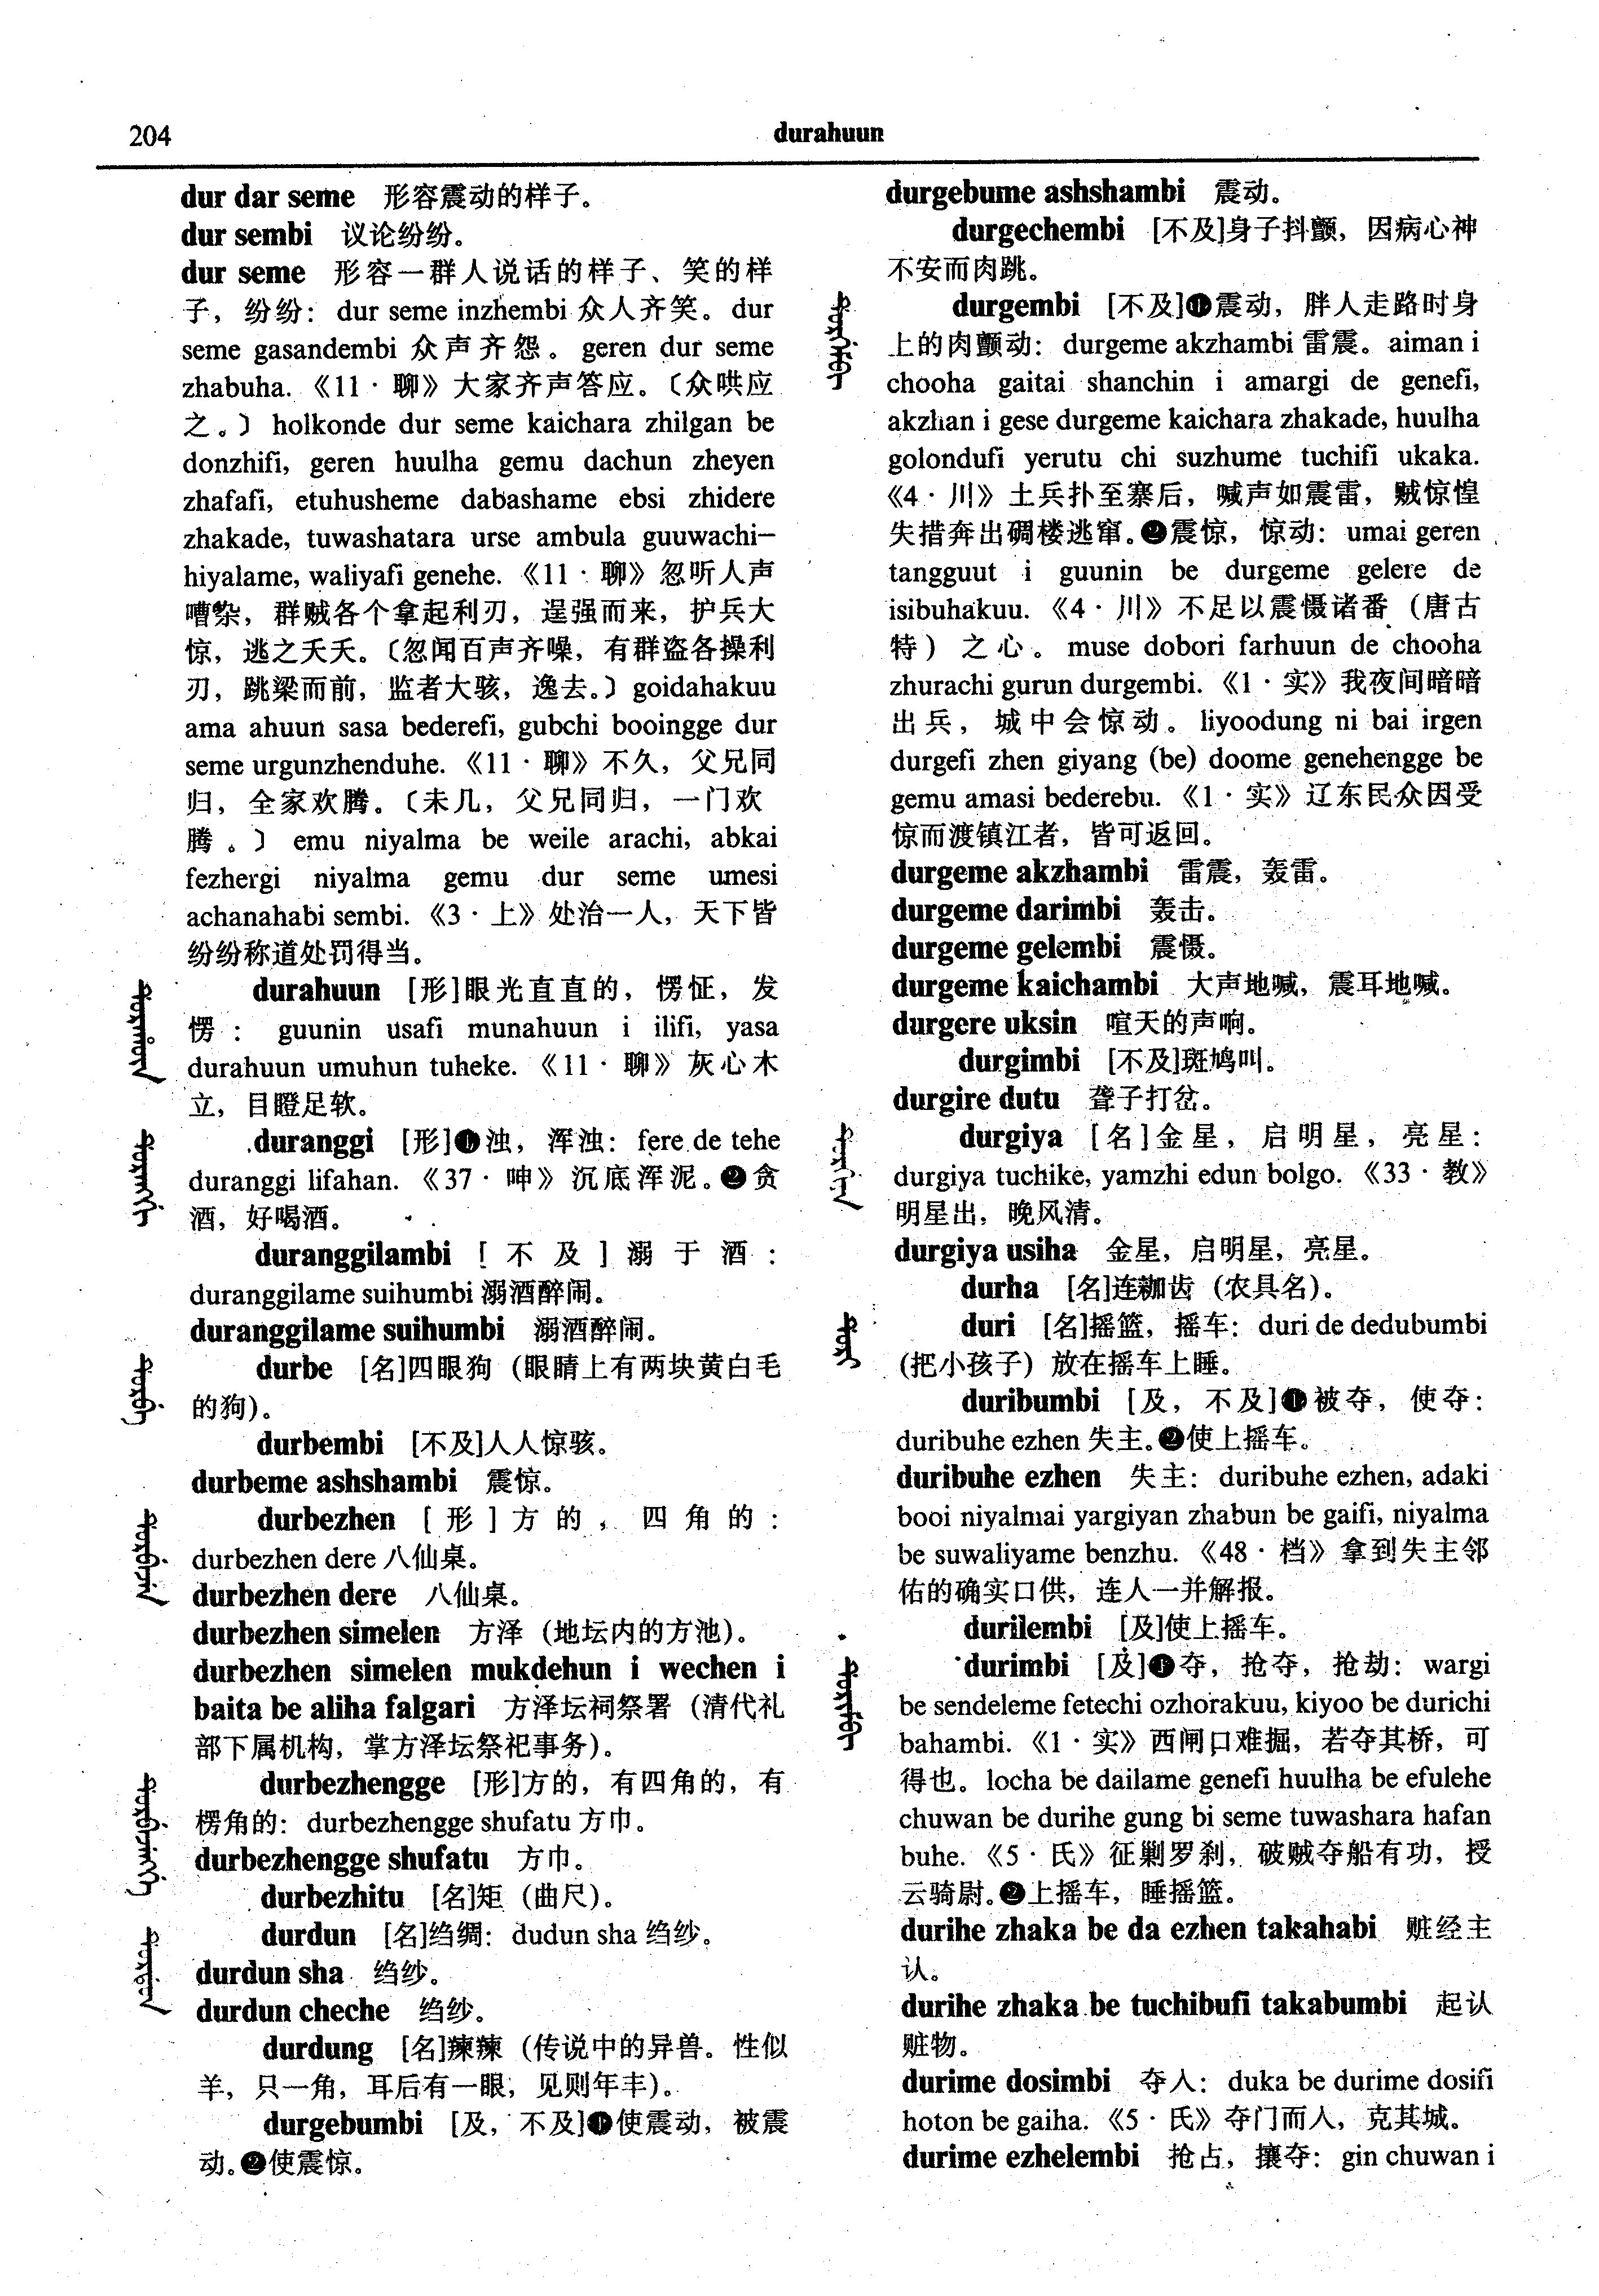 204
durahuun
dur dar seme 形容震动的样子。
dur sembi 议论纷纷。
dur seme 形容一群人说话的样子、笑的样
子，纷纷：dur seme inzhembi 众人齐笑。dur
seme gasandembi 众声齐怨。geren dur seme
zhabuha.《11·聊》大家齐声答应。〔众哄应
之。〕holkonde dur seme kaichara zhilgan be
donzhifi, geren huulha gemu dachun zheyen
zhafafi, etuhusheme dabashame ebsi zhidere
zhakade, tuwashatara urse ambula guuwachi-
hiyalame, waliyafi genehe.《11·聊》忽听人声
嘈嗓，群贼各个拿起利刃，逞强而来，护兵大
惊，逃之夭夭。〔忽闻百声齐噪，有群盗各操利
刃，跳梁而前，监者大骇，逸去。〕goidahakuu
ama ahuun sasa bederefi, gubchi booingge dur
seme urgunzhenduhe.《11·聊》不久，父兄同
归，全家欢腾。〔未几，父兄同归，一门欢
腾。〕emu niyalma be weile arachi, abkai
fezhergi niyalma gemu dur seme umesi
achanahabi sembi.《3·上》处治一人，天下皆
纷纷称道处罚得当。
durahuun [形]眼光直直的，愣怔，发
愣：guunin usafi munahuun i ilifi, yasa
durahuun umuhun tuheke.《11·聊》灰心木
立，目瞪足软。
duranggi [形]❶浊，浑浊：fere de tehe
duranggi lifahan.《37·呻》沉底浑泥。❷贪
酒，好喝酒。
duranggilambi [不及]溺于酒：
duranggilame suihumbi 溺酒醉闹。
duranggilame suihumbi 溺酒醉闹。
durbe [名]四眼狗（眼睛上有两块黄白毛
的狗）。
durbembi [不及]人人惊骇。
durbeme ashshambi 震惊。
durbezhen [形]方的，四角的：
durbezhen dere 八仙桌。
durbezhen dere 八仙桌。
durbezhen simelen 方泽（地坛内的方池）。
durbezhen simelen mukdehun i wechen i
baita be aliha falgari 方泽坛祠祭署（清代礼
部下属机构，掌方泽坛祭祀事务）。
durbezhengge [形]方的，有四角的，有
楞角的：durbezhengge shufatu 方巾。
durbezhengge shufatu 方巾。
durbezhitu [名]矩（曲尺）。
durdun [名]绉绸：dudun sha 绉纱。
durdun sha 绉纱。
durdun cheche 绉纱。
durdung [名]䍶䍶（传说中的异兽。性似
羊，只一角，耳后有一眼，见则年丰）。
durgebumbi [及，不及]❶使震动，被震
动。❷使震惊。
durgebume ashshambi 震动。
durgechembi [不及]身子抖颤，因病心神
不安而肉跳。
durgembi [不及]❶震动，胖人走路时身
上的肉颤动：durgeme akzhambi 雷震。aiman i
chooha gaitai shanchin i amargi de genefi,
akzhan i gese durgeme kaichara zhakade, huulha
golondufi yerutu chi suzhume tuchifi ukaka.
《4·川》土兵扑至寨后，喊声如震雷，贼惊惶
失措奔出碉楼逃窜。❷震惊，惊动：umai geren
tangguut i guunin be durgeme gelere de
isibuhakuu.《4·川》不足以震慑诸番（唐古
特）之心。muse dobori farhuun de chooha
zhurachi gurun durgembi.《1·实》我夜间暗暗
出兵，城中会惊动。liyoodung ni bai irgen
durgefi zhen giyang (be) doome genehengge be
gemu amasi bederebu.《1·实》辽东民众因受
惊而渡镇江者，皆可返回。
durgeme akzhambi 雷震，轰雷。
durgeme darimbi 轰击。
durgeme gelembi 震慑。
durgeme kaichambi 大声地喊，震耳地喊。
durgere uksin 喧天的声响。
durgimbi [不及]斑鸠叫。
durgire dutu 聋子打岔。
durgiya [名]金星，启明星，亮星：
durgiya tuchike, yamzhi edun bolgo.《33·教》
明星出，晚风清。
durgiya usiha 金星，启明星，亮星。
durha [名]连耞齿（农具名）。
duri [名]摇篮，摇车：duri de dedubumbi
(把小孩子）放在摇车上睡。
duribumbi [及，不及]❶被夺，使夺：
duribuhe ezhen 失主。❷使上摇车。
duribuhe ezhen 失主：duribuhe ezhen, adaki
booi niyalmai yargiyan zhabun be gaifi, niyalma
be suwaliyame benzhu.《48·档》拿到失主邻
佑的确实口供，连人一并解报。
durilembi [及]使上摇车。
durimbi [及]❶夺，抢夺，抢劫：wargi
be sendeleme fetechi ozhorakuu, kiyoo be durichi
bahambi.《1·实》西闸口难掘，若夺其桥，可
得也。locha be dailame genefi huulha be efulehe
chuwan be durihe gung bi seme tuwashara hafan
buhe.《5·氏》征剿罗刹，破贼夺船有功，授
云骑尉。❷上摇车，睡摇篮。
durihe zhaka be da ezhen takahabi 赃经主
认。
durihe zhaka be tuchibufi takabumbi 起认
赃物。
durime dosimbi 夺人：duka be durime dosifi
hoton be gaiha.《5·氏》夺门而人，克其城。
durime ezhelembi 抢占，攘夺：gin chuwan i